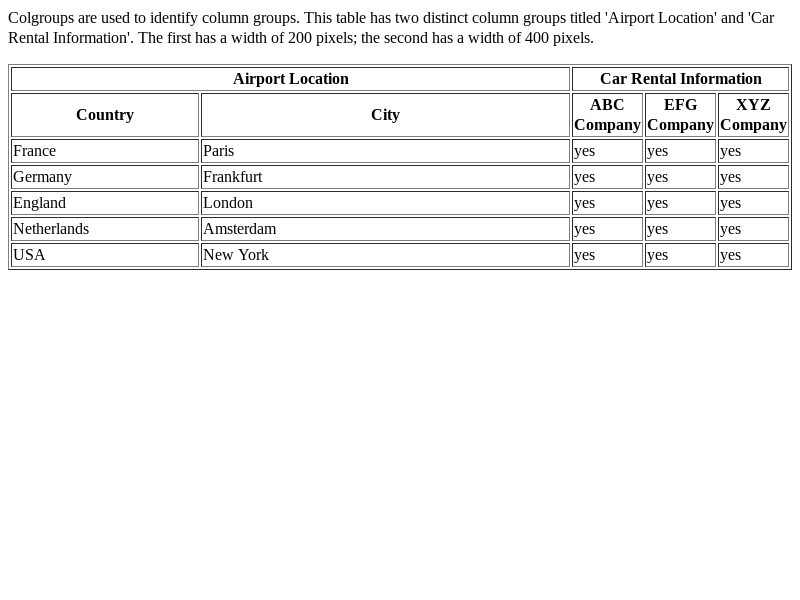 Colgroups are used to identify column groups. This table has two distinct column groups titled 'Airport Location' and 'Car
Rental Information'. The first has a width of 200 pixels; the second has a width of 400 pixels.
Airport Location Car Rental Information
Country City ABC Company EFG Company XYZ Company
France Paris yes yes yes
Germany Frankfurt yes yes yes
England London yes yes yes
Netherlands Amsterdam yes yes yes
USA New York yes yes yes